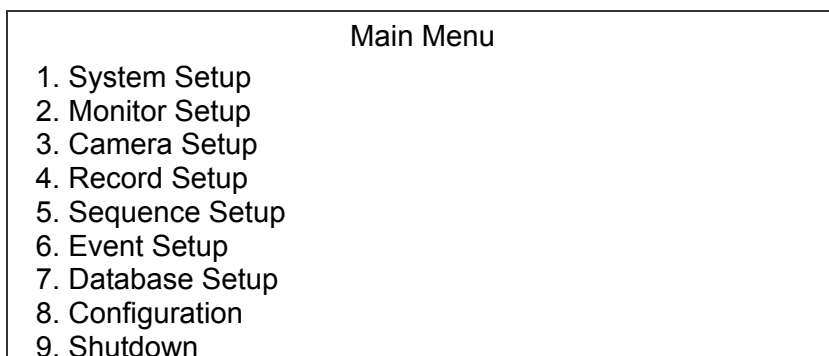 Main Menu
1. System Setup
2. Monitor Setup
3. Camera Setup
4. Record Setup
5. Sequence Setup
6. Event Setup
7. Database Setup
8. Configuration
9. Shutdown